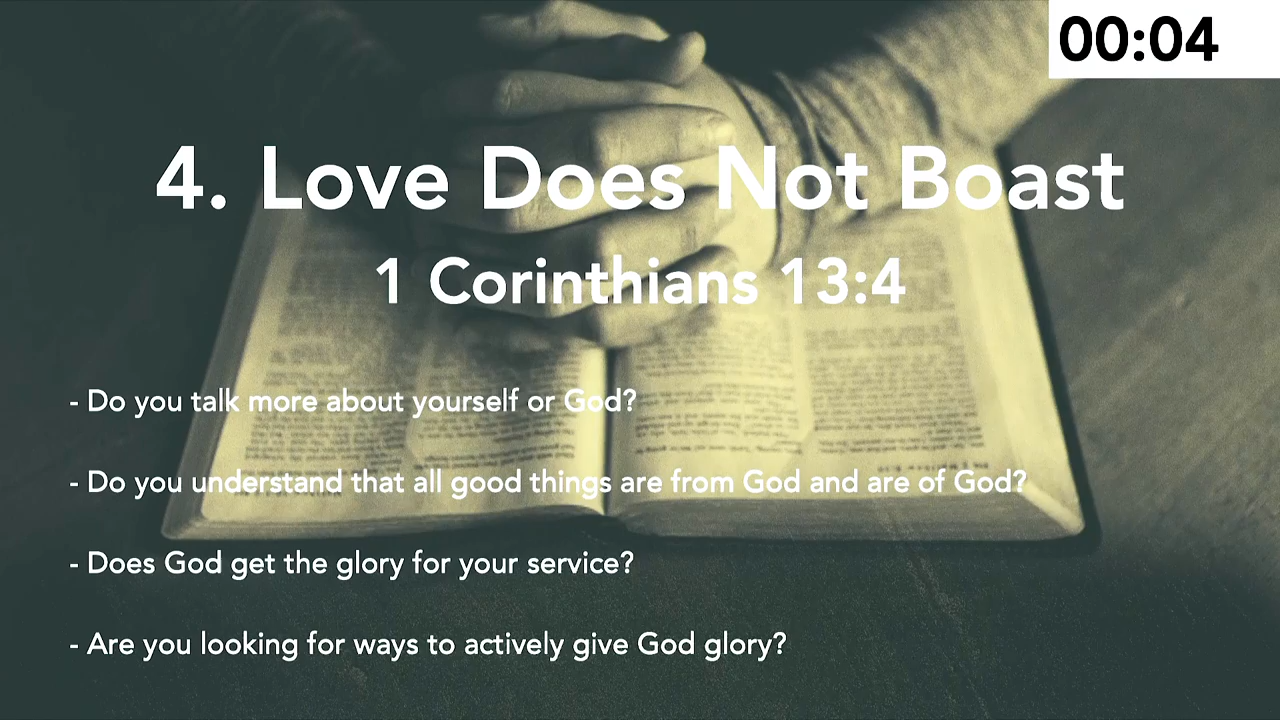 00:04
4. Love Does Not Boast
1 Corinthians 13:4
- Do you talk more about yourself or God?
- Do you understand that all good things are from God and are of God?
- Does God get the glory for your service?
- Are you looking for ways to actively give God glory?